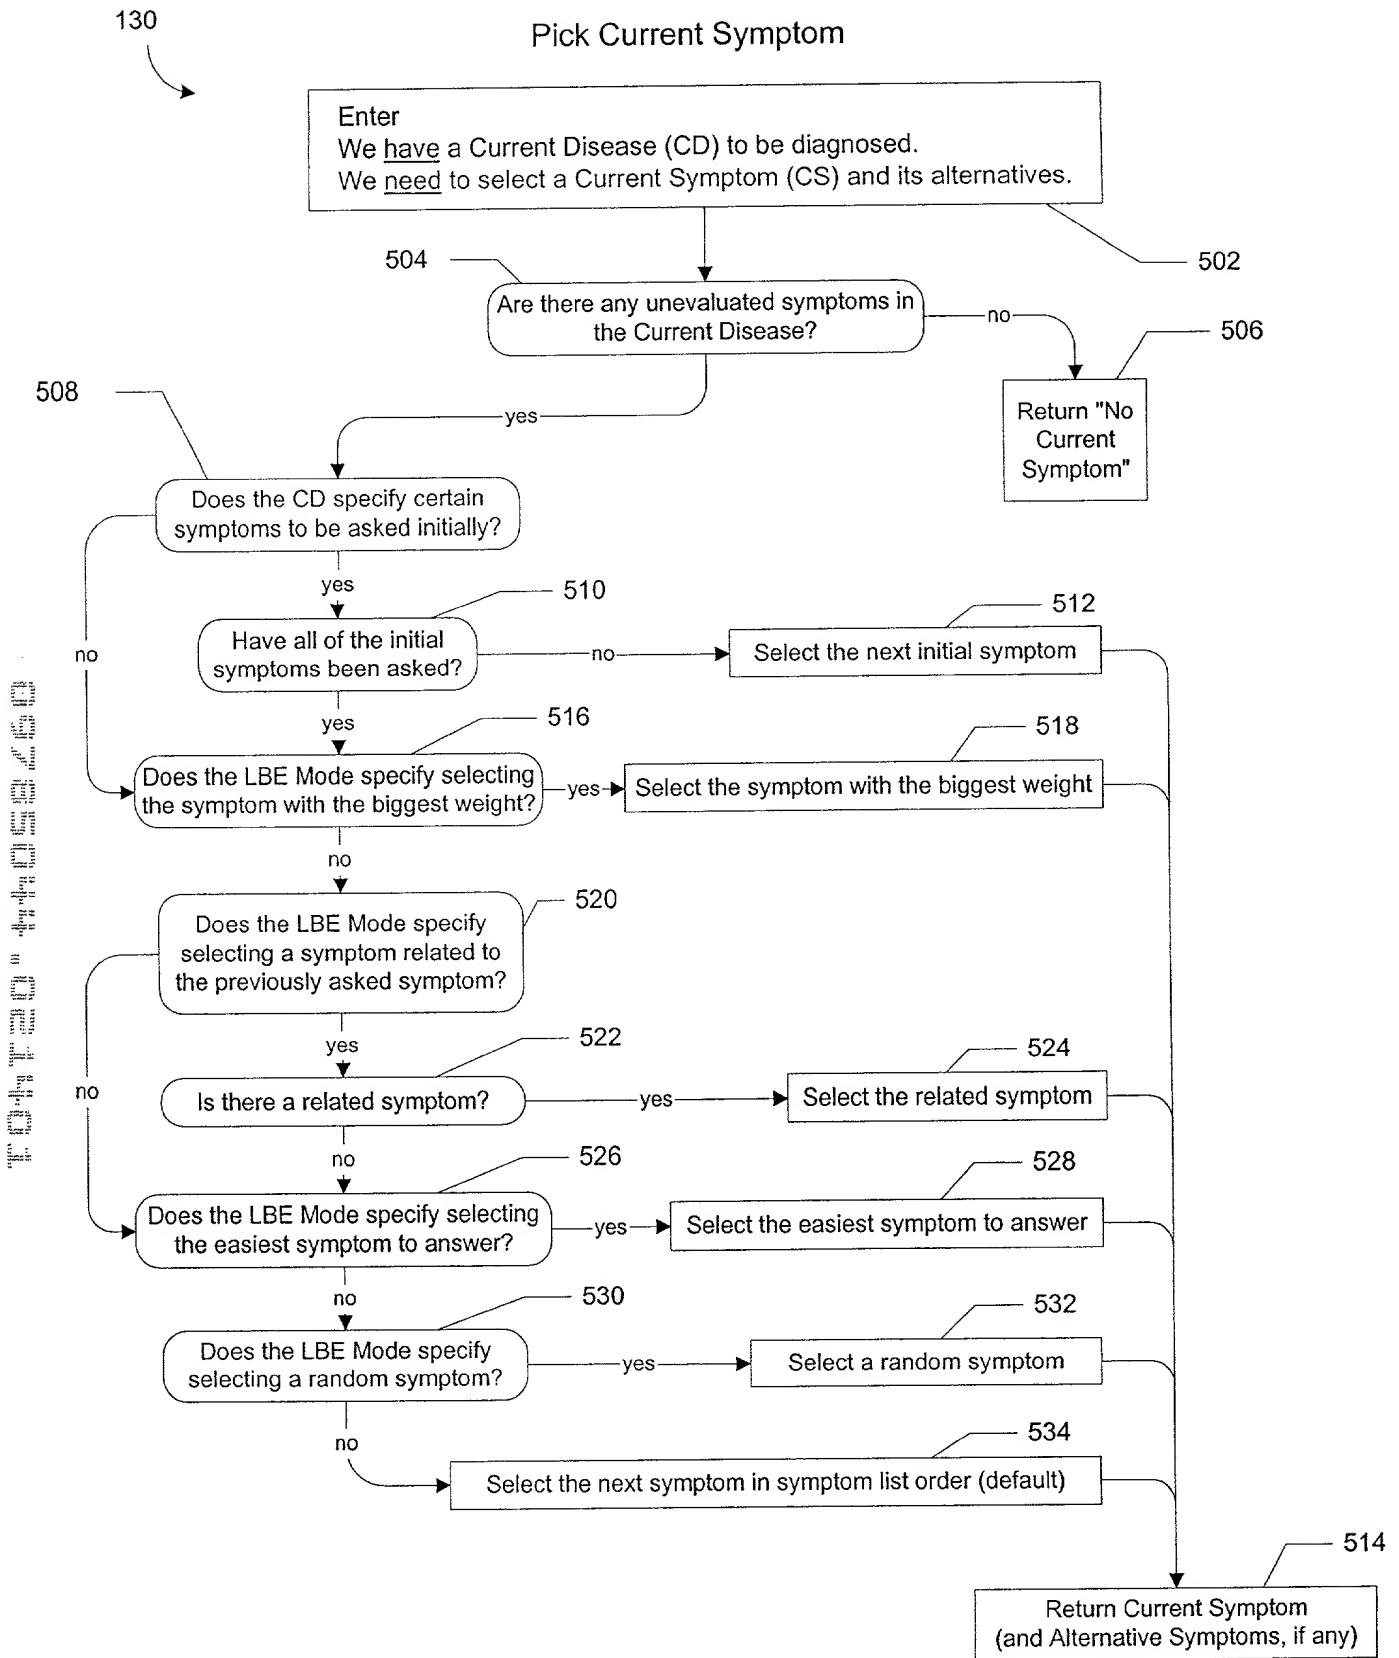 130
Pick Current Symptom
Enter
We have a Current Disease (CD) to be diagnosed.
We need to select a Current Symptom (CS) and its alternatives.
502
504
Are there any unevaluated symptoms in
the Current Disease?
no
506
Return "No
Current
Symptom"
yes
508
Does the CD specify certain
symptoms to be asked initially?
yes
no
510
Have all of the initial
symptoms been asked?
no
512
Select the next initial symptom
yes
516
Does the LBE Mode specify selecting
the symptom with the biggest weight?
yes
518
Select the symptom with the biggest weight
no
520
Does the LBE Mode specify
selecting a symptom related to
the previously asked symptom?
yes
no
522
Is there a related symptom?
yes
524
Select the related symptom
no
526
Does the LBE Mode specify selecting
the easiest symptom to answer?
yes
528
Select the easiest symptom to answer
no
530
Does the LBE Mode specify
selecting a random symptom?
yes
532
Select a random symptom
no
534
Select the next symptom in symptom list order (default)
514
Return Current Symptom
(and Alternative Symptoms, if any)
09785044.021401